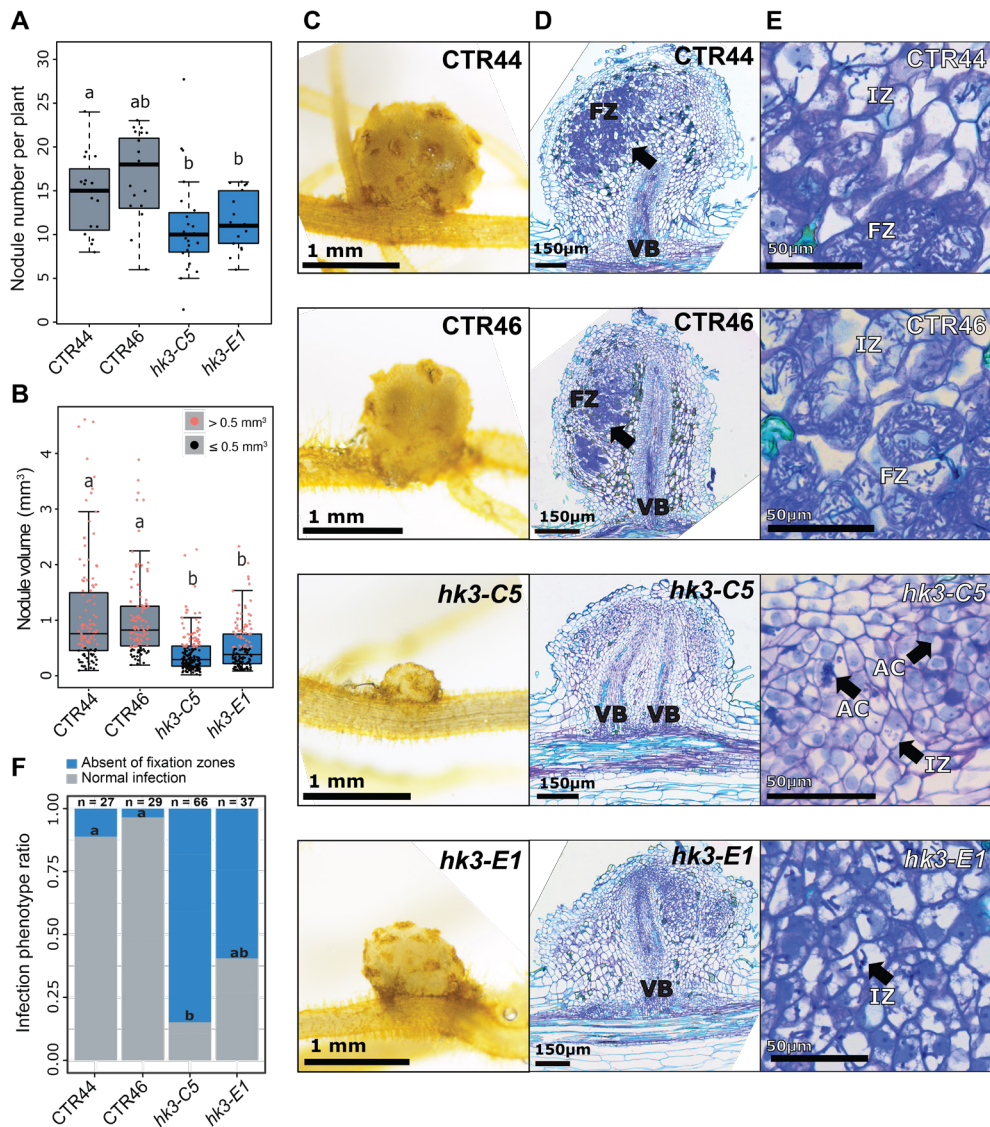 A
Nodule number per plant
30
25
20
15
10
5
0
a
ab
b
b
CTR44
CTR46
hk3-C5
hk3-E1
B
Nodule volume (mm³)
4
3
2
1
0
> 0.5 mm³
≤ 0.5 mm³
a
a
b
b
CTR44
CTR46
hk3-C5
hk3-E1
F
Absent of fixation zones
Normal infection
Infection phenotype ratio
1.00
0.75
0.50
0.25
0.00
n = 27
n = 29
n = 66
n = 37
a
a
b
ab
CTR44
CTR46
hk3-C5
hk3-E1
C
D
E
CTR44
1 mm
CTR44
FZ
VB
150µm
CTR44
IZ
FZ
50µm
CTR46
1 mm
CTR46
FZ
VB
150µm
CTR46
IZ
FZ
50µm
hk3-C5
1 mm
hk3-C5
VB
VB
150µm
hk3-C5
AC
AC
IZ
50µm
hk3-E1
1 mm
hk3-E1
VB
150µm
hk3-E1
IZ
50µm